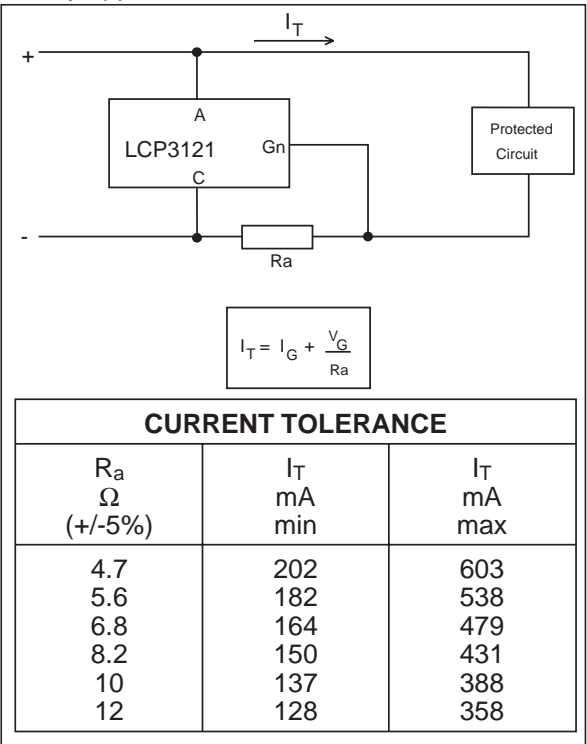 I_T
+
A
LCP3121
Gn
C
Protected
Circuit
-
Ra
I_T = I_G + V_G / Ra
CURRENT TOLERANCE
R_a I_T I_T
Ω mA mA
(+/-5%) min max
4.7 202 603
5.6 182 538
6.8 164 479
8.2 150 431
10 137 388
12 128 358